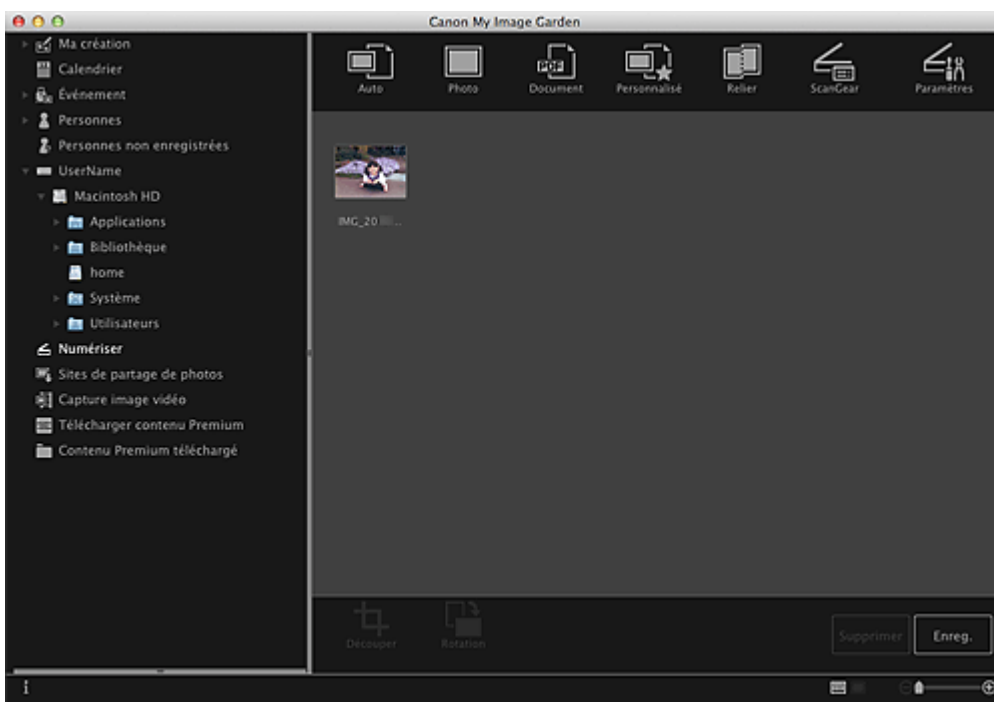 Canon My Image Garden
Ma création
Calendrier
Événement
Personnes
Personnes non enregistrées
UserName
Macintosh HD
Applications
Bibliothèque
home
Système
Utilisateurs
Numériser
Sites de partage de photos
Capture image vidéo
Télécharger contenu Premium
Contenu Premium téléchargé
Auto
Photo
PDF
Document
Personnalisé
Relier
ScanGear
Paramètres
IMG_20 ...
Découper
Rotation
Supprimer
Enreg.